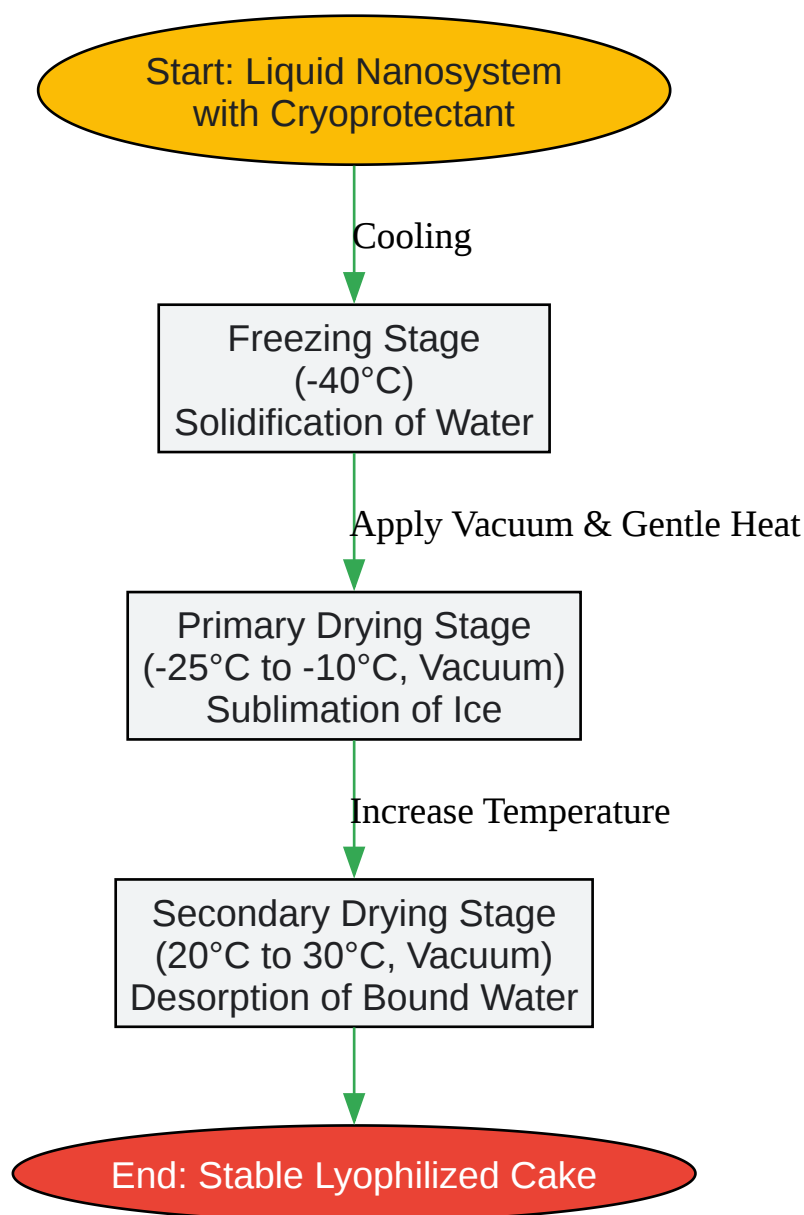 Start: Liquid Nanosystem
with Cryoprotectant
Cooling
Freezing Stage
(-40°C)
Solidification of Water
Apply Vacuum & Gentle Heat
Primary Drying Stage
(-25°C to -10°C, Vacuum)
Sublimation of Ice
Increase Temperature
Secondary Drying Stage
(20°C to 30°C, Vacuum)
Desorption of Bound Water
End: Stable Lyophilized Cake